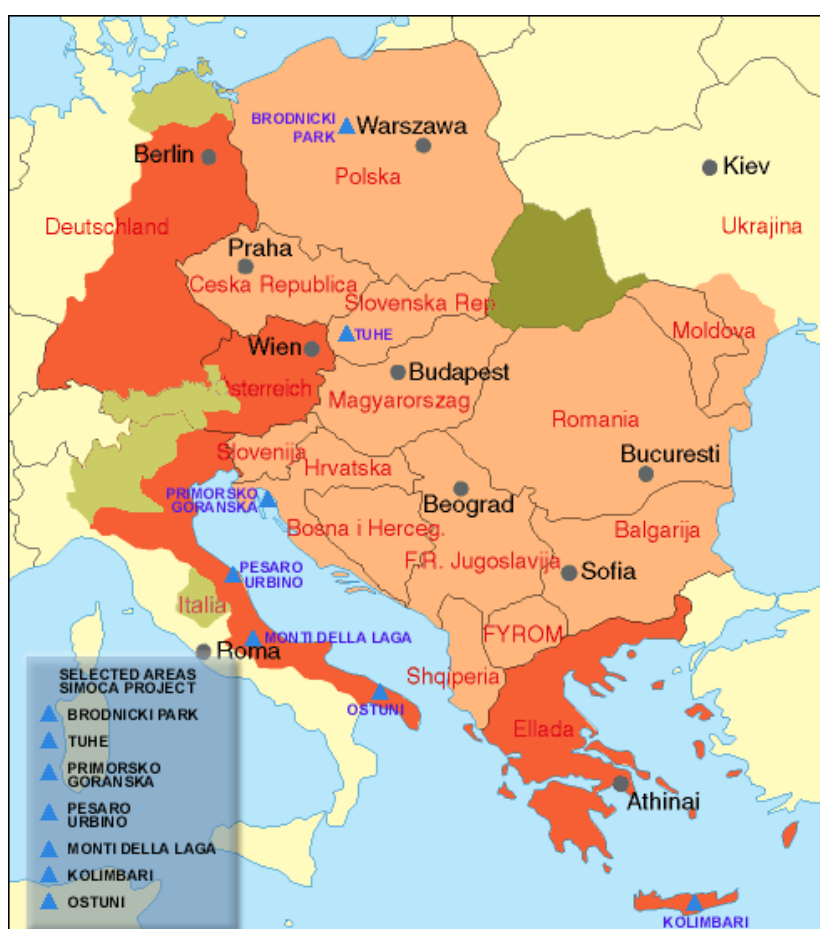 BRODNICKI
PARK
Warszawa
Berlin
Kiev
Polska
Deutschland
Ukrajina
Praha
Ceska Republica
Slovenska Rep
Moldova
TUHE
Wien
Budapest
Österreich
Magyarorszag
Romania
Slovenija
Hrvatska
Bucuresti
PRIMORSKO
GORANSKA
Beograd
Bosna i Herceg.
Balgarija
F.R. Jugoslavija
Sofia
PESARO
URBINO
Italia
FYROM
MONTI DELLA LAGA
Roma
Shqiperia
OSTUNI
Ellada
Athinai
KOLIMBARI
SELECTED AREAS
SIMOCA PROJECT
BRODNICKI PARK
TUHE
PRIMORSKO
GORANSKA
PESARO
URBINO
MONTI DELLA LAGA
KOLIMBARI
OSTUNI